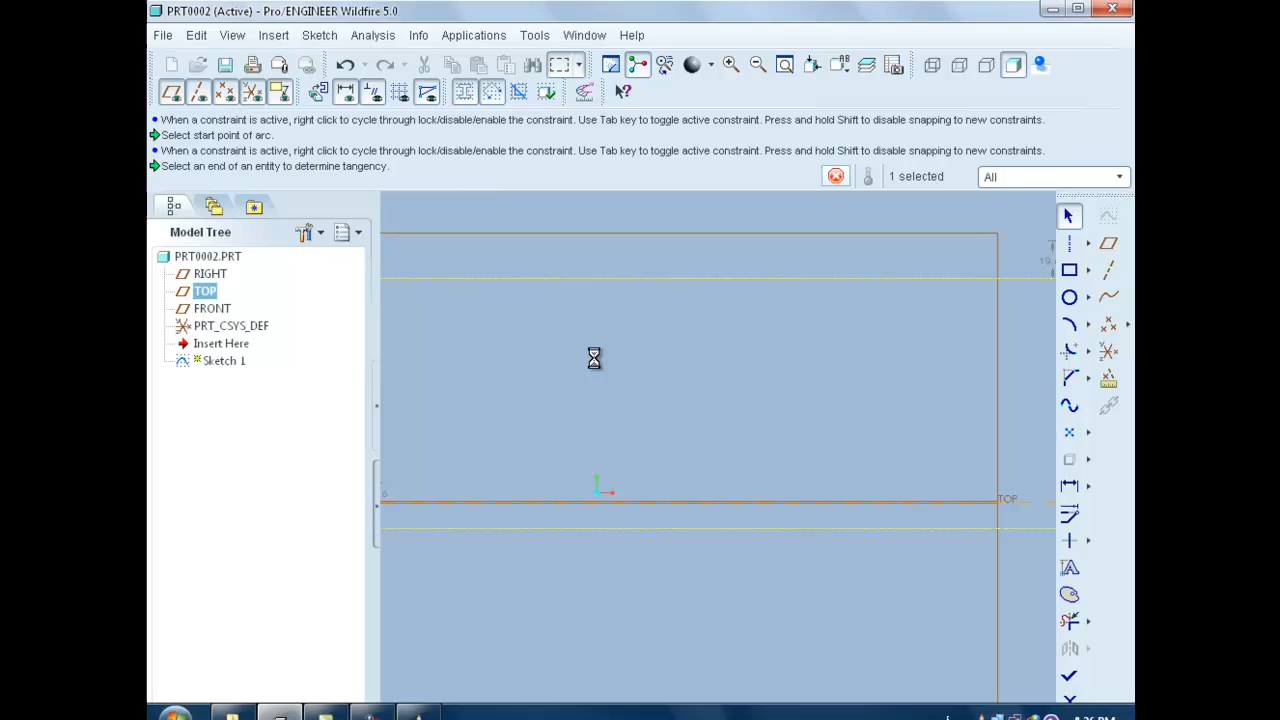 PRT0002 (Active) - Pro/ENGINEER Wildfire 5.0
File Edit View Insert Sketch Analysis Info Applications Tools Window Help
When a constraint is active, right click to cycle through lock/disable/enable the constraint. Use Tab key to toggle active constraint. Press and hold Shift to disable snapping to new constraints.
Select start point of arc.
When a constraint is active, right click to cycle through lock/disable/enable the constraint. Use Tab key to toggle active constraint. Press and hold Shift to disable snapping to new constraints.
Select an end of an entity to determine tangency.
1 selected
All
Model Tree
PRT0002.PRT
RIGHT
TOP
FRONT
PRT_CSYS_DEF
Insert Here
Sketch 1
19.
6
TOP